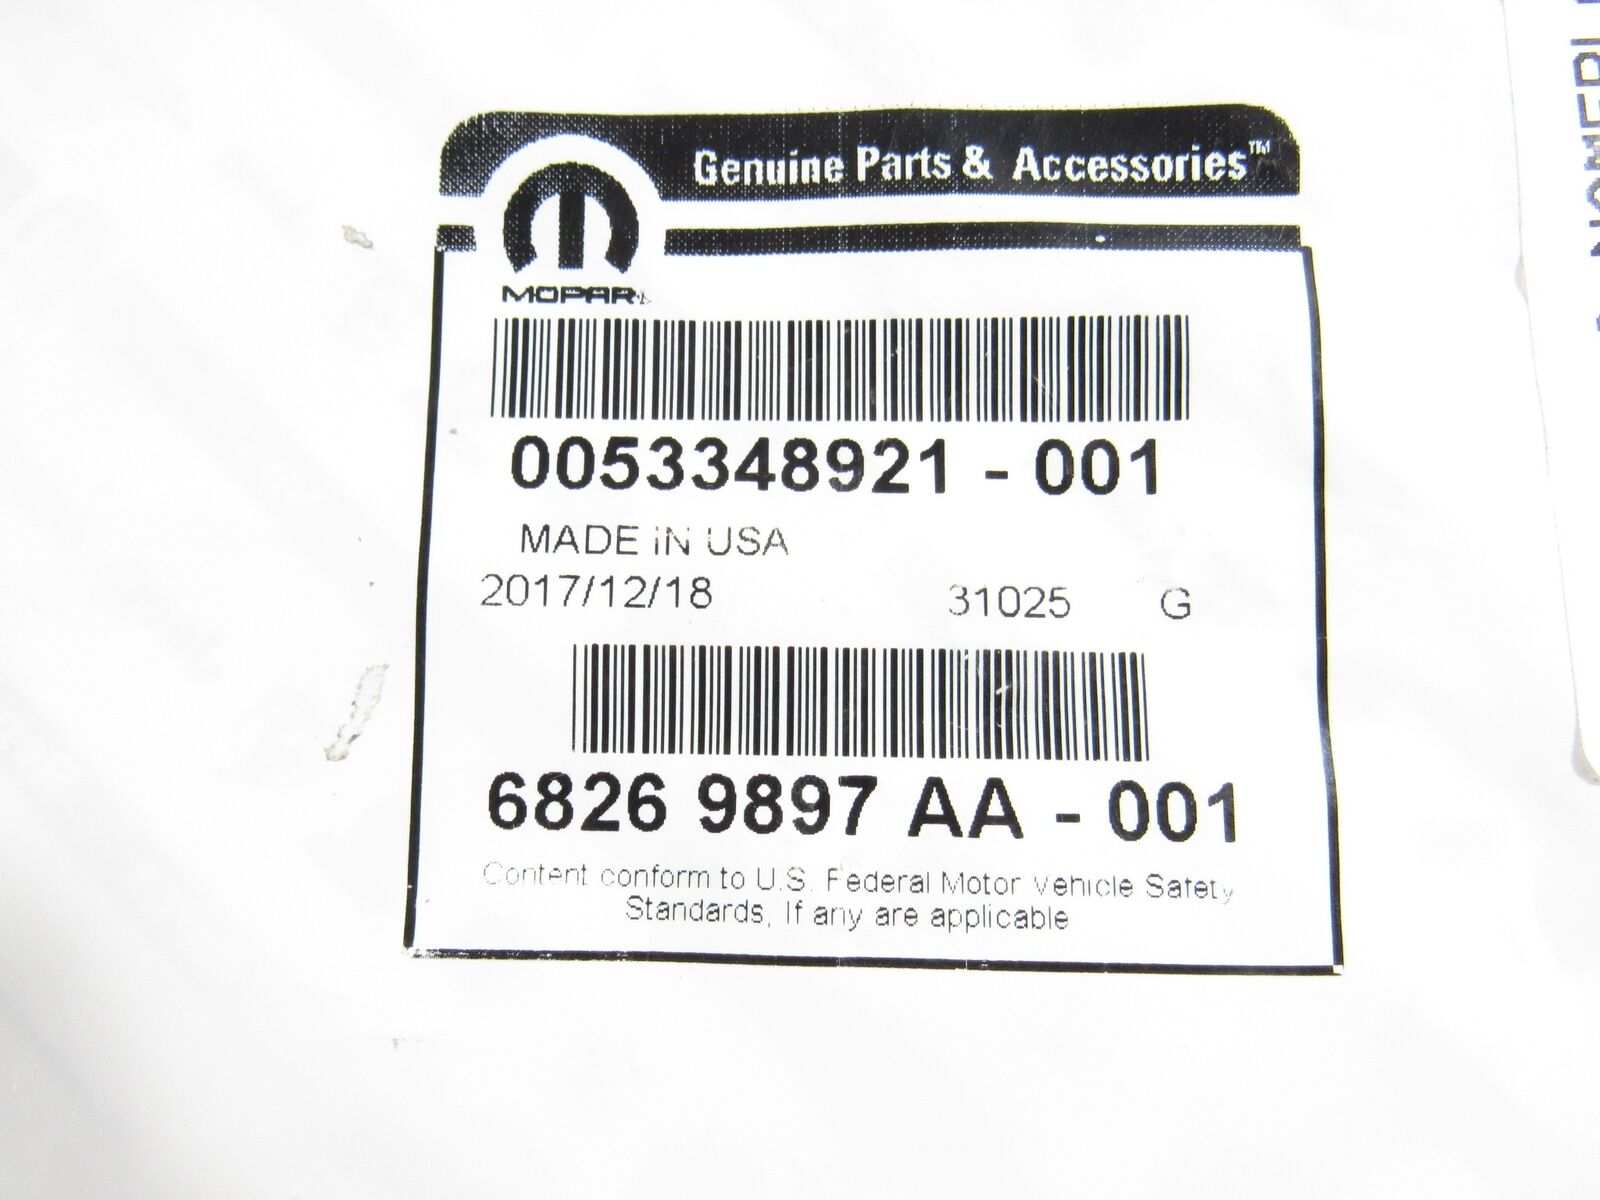 Genuine Parts & Accessories™
MOPAR
0053348921 - 001
MADE iN USA
2017/12/18 31025 G
6826 9897 AA - 001
Content conform to U.S. Federal Motor Vehicle Safety
Standards, If any are applicable